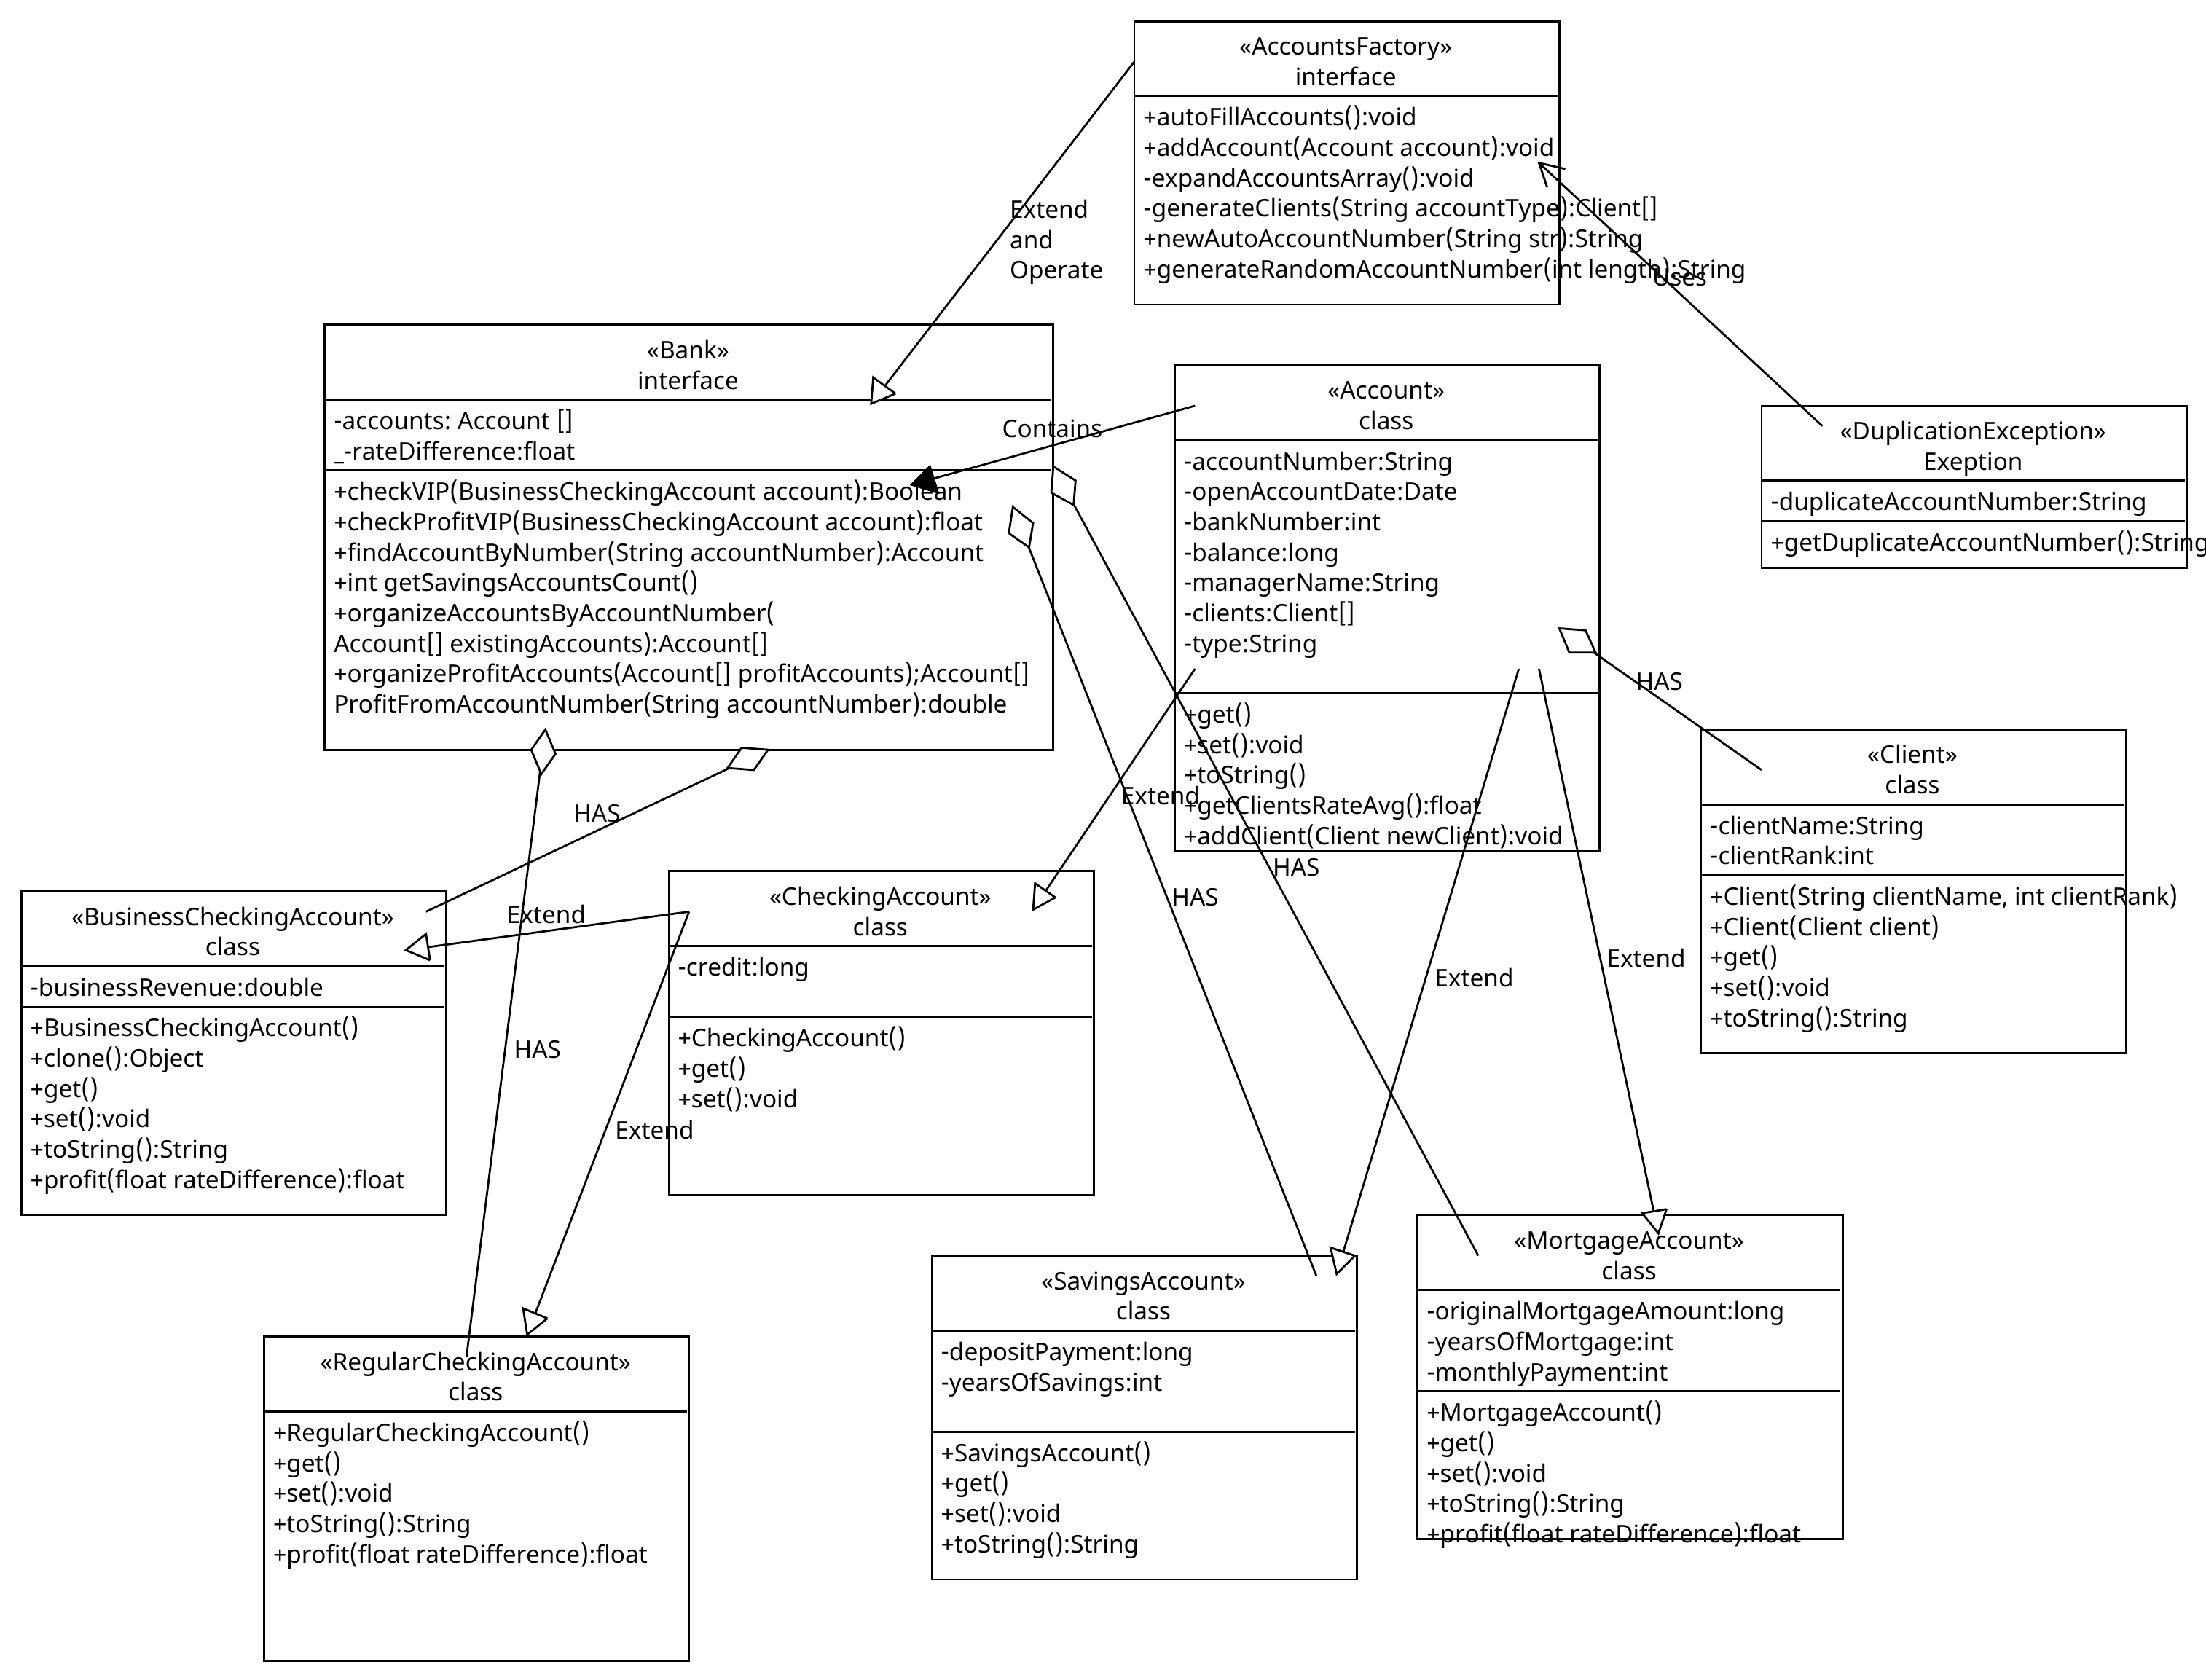 «AccountsFactory»
interface
+autoFillAccounts():void
+addAccount(Account account):void
-expandAccountsArray():void
-generateClients(String accountType):Client[]
+newAutoAccountNumber(String str):String
+generateRandomAccountNumber(int length):String
Extend
and
Operate
Uses
«Bank»
interface
-accounts: Account []
_-rateDifference:float
+checkVIP(BusinessCheckingAccount account):Boolean
+checkProfitVIP(BusinessCheckingAccount account):float
+findAccountByNumber(String accountNumber):Account
+int getSavingsAccountsCount()
+organizeAccountsByAccountNumber(
Account[] existingAccounts):Account[]
+organizeProfitAccounts(Account[] profitAccounts);Account[]
ProfitFromAccountNumber(String accountNumber):double
Contains
«Account»
class
-accountNumber:String
-openAccountDate:Date
-bankNumber:int
-balance:long
-managerName:String
-clients:Client[]
-type:String
+get()
+set():void
+toString()
+getClientsRateAvg():float
+addClient(Client newClient):void
«DuplicationException»
Exeption
-duplicateAccountNumber:String
+getDuplicateAccountNumber():String
HAS
«Client»
class
-clientName:String
-clientRank:int
+Client(String clientName, int clientRank)
+Client(Client client)
+get()
+set():void
+toString():String
HAS
Extend
HAS
HAS
Extend
HAS
Extend
Extend
Extend
«BusinessCheckingAccount»
class
-businessRevenue:double
+BusinessCheckingAccount()
+clone():Object
+get()
+set():void
+toString():String
+profit(float rateDifference):float
«CheckingAccount»
class
-credit:long
+CheckingAccount()
+get()
+set():void
«RegularCheckingAccount»
class
+RegularCheckingAccount()
+get()
+set():void
+toString():String
+profit(float rateDifference):float
«SavingsAccount»
class
-depositPayment:long
-yearsOfSavings:int
+SavingsAccount()
+get()
+set():void
+toString():String
«MortgageAccount»
class
-originalMortgageAmount:long
-yearsOfMortgage:int
-monthlyPayment:int
+MortgageAccount()
+get()
+set():void
+toString():String
+profit(float rateDifference):float